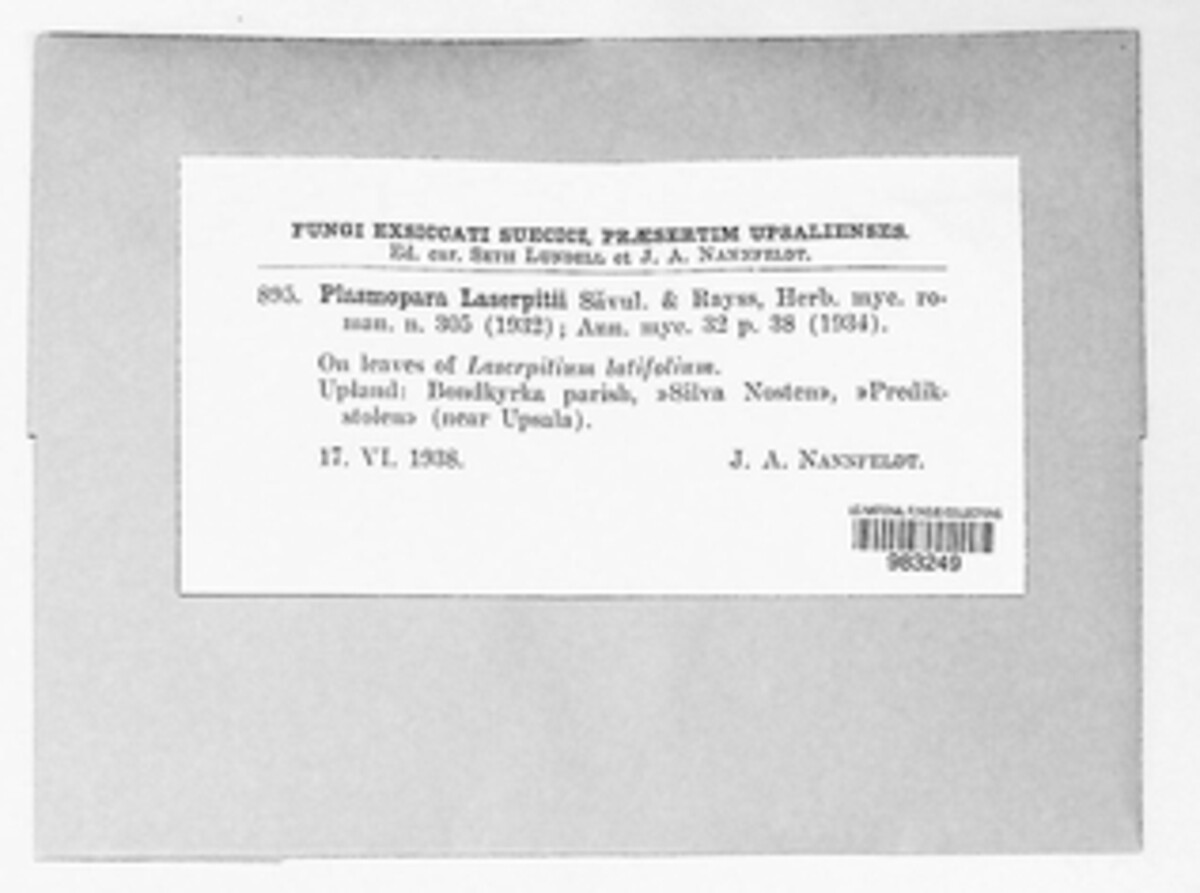 FUNGI EXSICCATI SUECICI, PRÆSERTIM UPSALIENSES.
Ed. cur. SETH LUNDELL et J. A. NANNFELDT.
895. Plasmopara Laserpitii Săvul. & Rayss, Herb. myc. ro-
man. n. 305 (1932); Ann. myc. 32 p. 38 (1934).
On leaves of Laserpitium latifolium.
Upland: Bondkyrka parish, »Silva Nosten», »Predik-
stolen» (near Upsala).
17. VI. 1938.
J. A. NANNFELDT.
983249